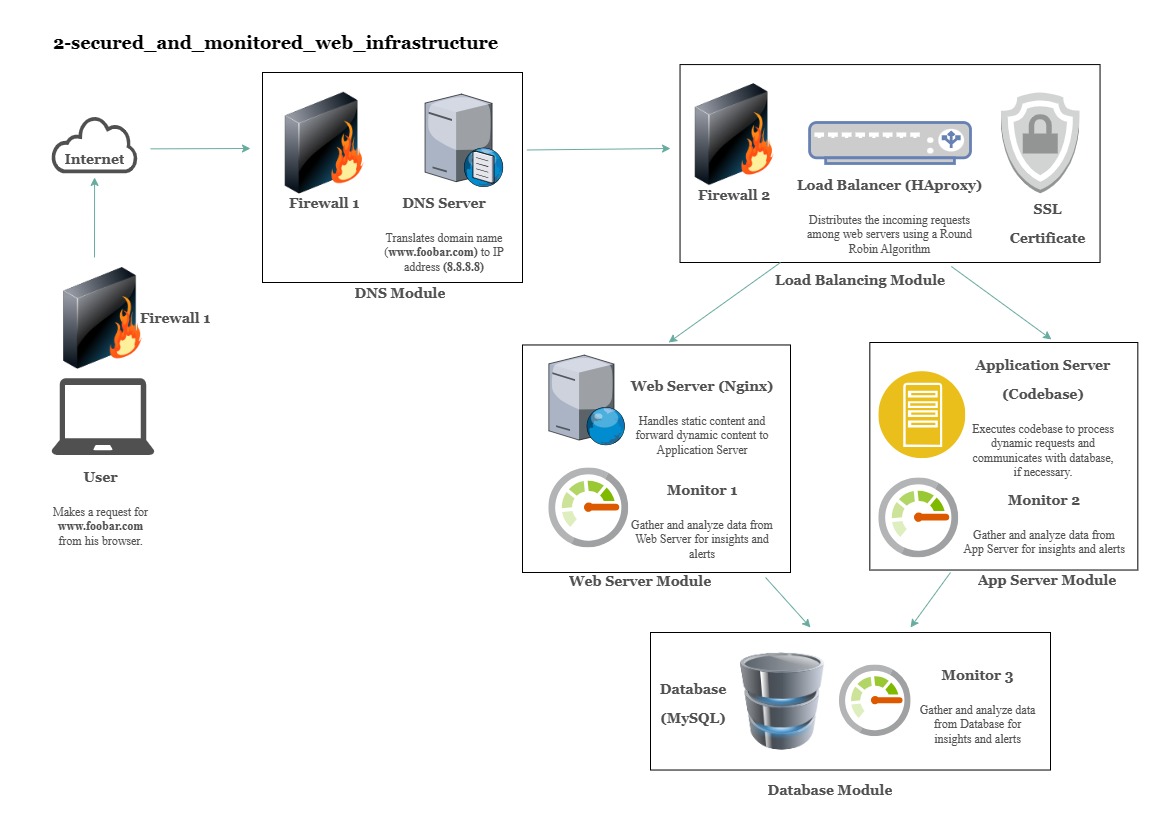 2-secured_and_monitored_web_infrastructure
Internet
Firewall 1
User
Makes a request for
www.foobar.com
from his browser.
Firewall 1
DNS Server
Translates domain name
(www.foobar.com) to IP
address (8.8.8.8)
DNS Module
Firewall 2
Load Balancer (HAproxy)
Distributes the incoming requests
among web servers using a Round
Robin Algorithm
SSL
Certificate
Load Balancing Module
Web Server (Nginx)
Handles static content and
forward dynamic content to
Application Server
Monitor 1
Gather and analyze data from
Web Server for insights and
alerts
Web Server Module
Application Server
(Codebase)
Executes codebase to process
dynamic requests and
communicates with database,
if necessary.
Monitor 2
Gather and analyze data from
App Server for insights and alerts
App Server Module
Database
(MySQL)
Monitor 3
Gather and analyze data
from Database for
insights and alerts
Database Module